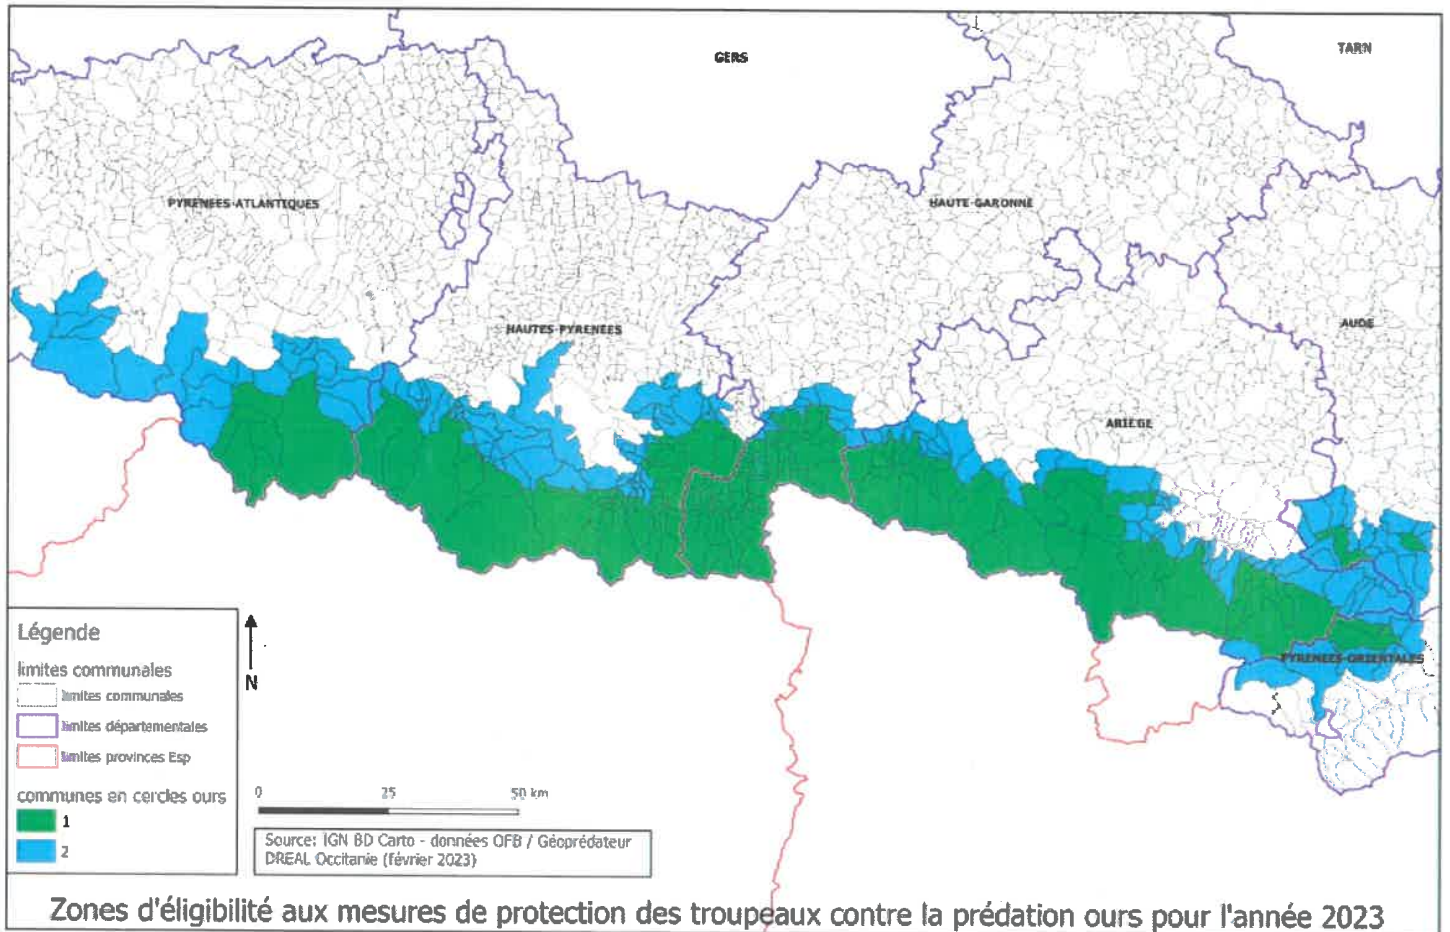 GERS
TARN
PYRENEES-ATLANTIQUES
HAUTE-GARONNE
HAUTES-PYRENEES
AUDE
ARIEGE
PYRENEES-ORIENTALES
Légende
limites communales
limites communales
limites départementales
limites provinces Esp
communes en cercles ours
1
2
N
0 25 50 km
Source: IGN BD Carto - données OFB / Géoprédateur
DREAL Occitanie (février 2023)
Zones d'éligibilité aux mesures de protection des troupeaux contre la prédation ours pour l'année 2023